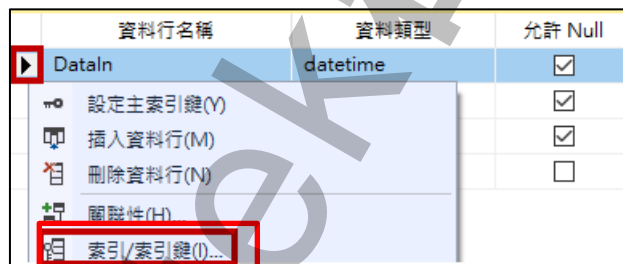 資料行名稱 資料類型 允許 Null
DataIn datetime
設定主索引鍵(Y)
插入資料行(M)
刪除資料行(N)
關聯性(H)...
索引/索引鍵(I)...